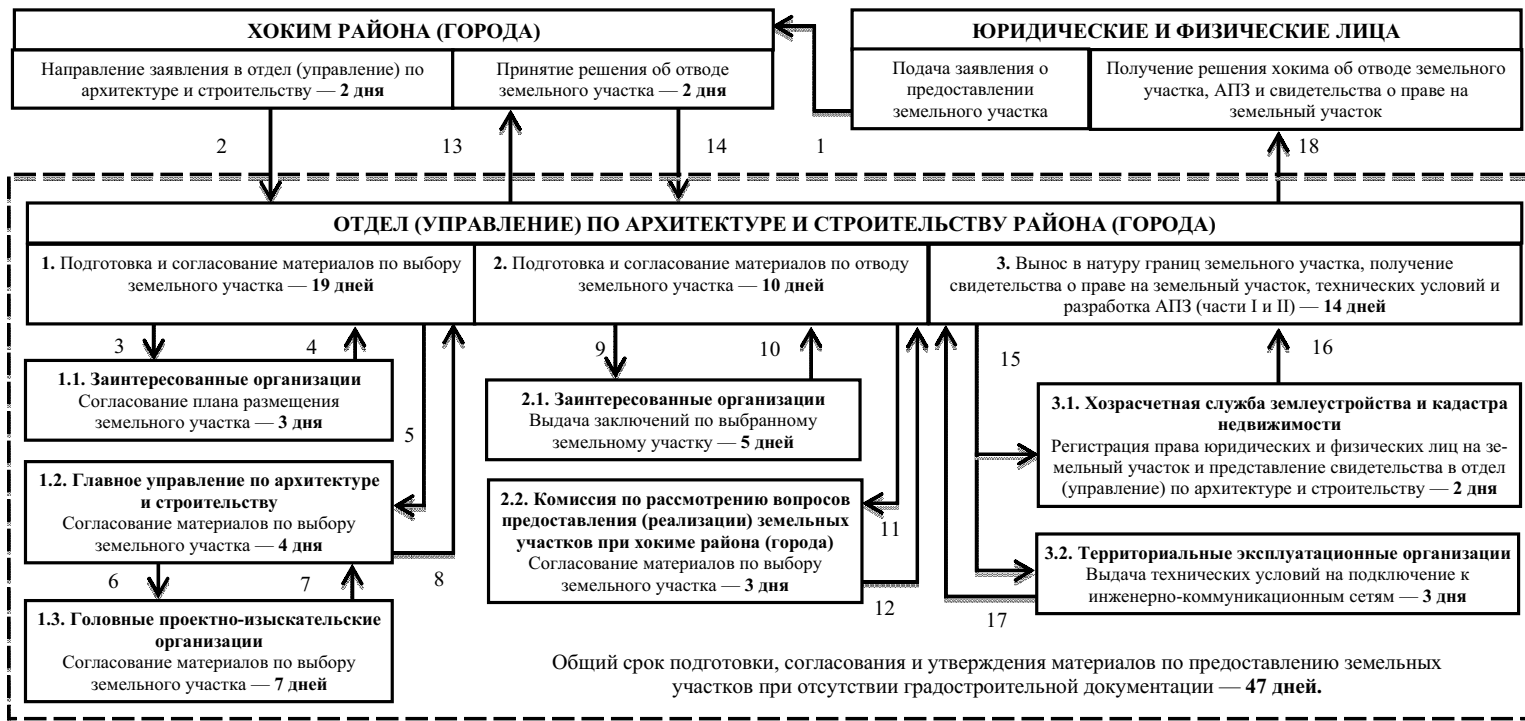 ХОКИМ РАЙОНА (ГОРОДА)
Направление заявления в отдел (управление) по
архитектуре и строительству — 2 дня
Принятие решения об отводе
земельного участка — 2 дня
ЮРИДИЧЕСКИЕ И ФИЗИЧЕСКИЕ ЛИЦА
Подача заявления о
предоставлении
земельного участка
Получение решения хокима об отводе земельного
участка, АПЗ и свидетельства о праве на
земельный участок
2
13
14
1
18
ОТДЕЛ (УПРАВЛЕНИЕ) ПО АРХИТЕКТУРЕ И СТРОИТЕЛЬСТВУ РАЙОНА (ГОРОДА)
1. Подготовка и согласование материалов по выбору
земельного участка — 19 дней
2. Подготовка и согласование материалов по отводу
земельного участка — 10 дней
3. Вынос в натуру границ земельного участка, получение
свидетельства о праве на земельный участок, технических условий и
разработка АПЗ (части I и II) — 14 дней
3
4
5
9
10
15
16
1.1. Заинтересованные организации
Согласование плана размещения
земельного участка — 3 дня
1.2. Главное управление по архитектуре
и строительству
Согласование материалов по выбору
земельного участка — 4 дня
6
7
8
1.3. Головные проектно-изыскательские
организации
Согласование материалов по выбору
земельного участка — 7 дней
2.1. Заинтересованные организации
Выдача заключений по выбранному
земельному участку — 5 дней
2.2. Комиссия по рассмотрению вопросов
предоставления (реализации) земельных
участков при хокиме района (города)
Согласование материалов по выбору
земельного участка — 3 дня
11
12
3.1. Хозрасчетная служба землеустройства и кадастра
недвижимости
Регистрация права юридических и физических лиц на зе-
мельный участок и представление свидетельства в отдел
(управление) по архитектуре и строительству — 2 дня
3.2. Территориальные эксплуатационные организации
Выдача технических условий на подключение к
инженерно-коммуникационным сетям — 3 дня
17
Общий срок подготовки, согласования и утверждения материалов по предоставлению земельных
участков при отсутствии градостроительной документации — 47 дней.